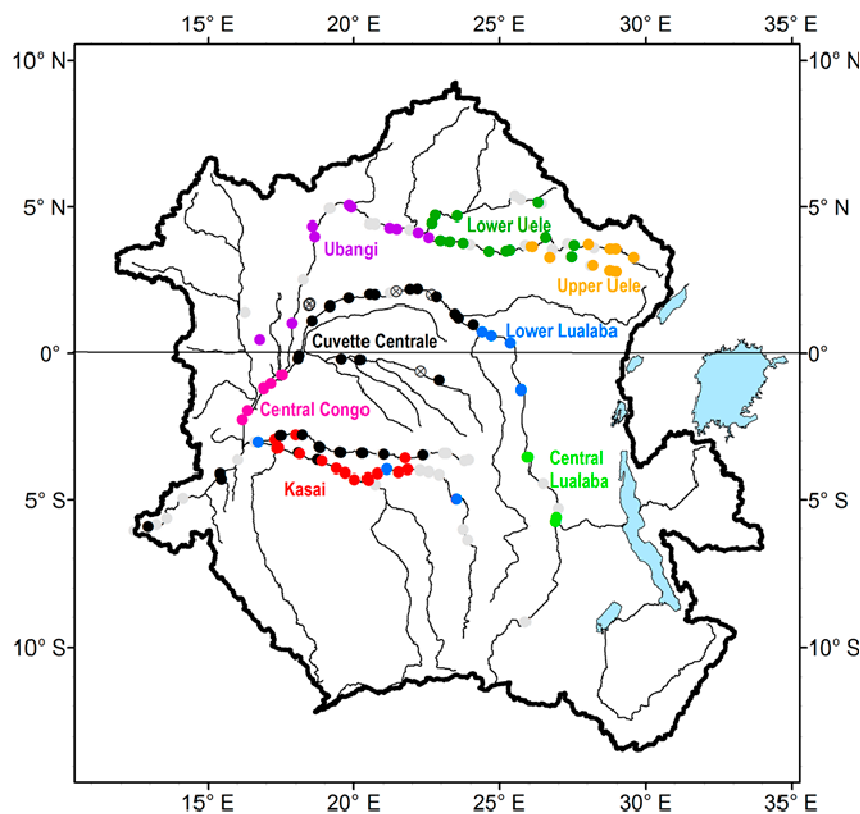 15° E 20° E 25° E 30° E 35° E
10° N 10° N
5° N 5° N
Lower Uele
Ubangi
Upper Uele
Lower Lualaba
Cuvette Centrale
0° 0°
Central Congo
Central
Lualaba
Kasai
5° S 5° S
10° S 10° S
15° E 20° E 25° E 30° E 35° E